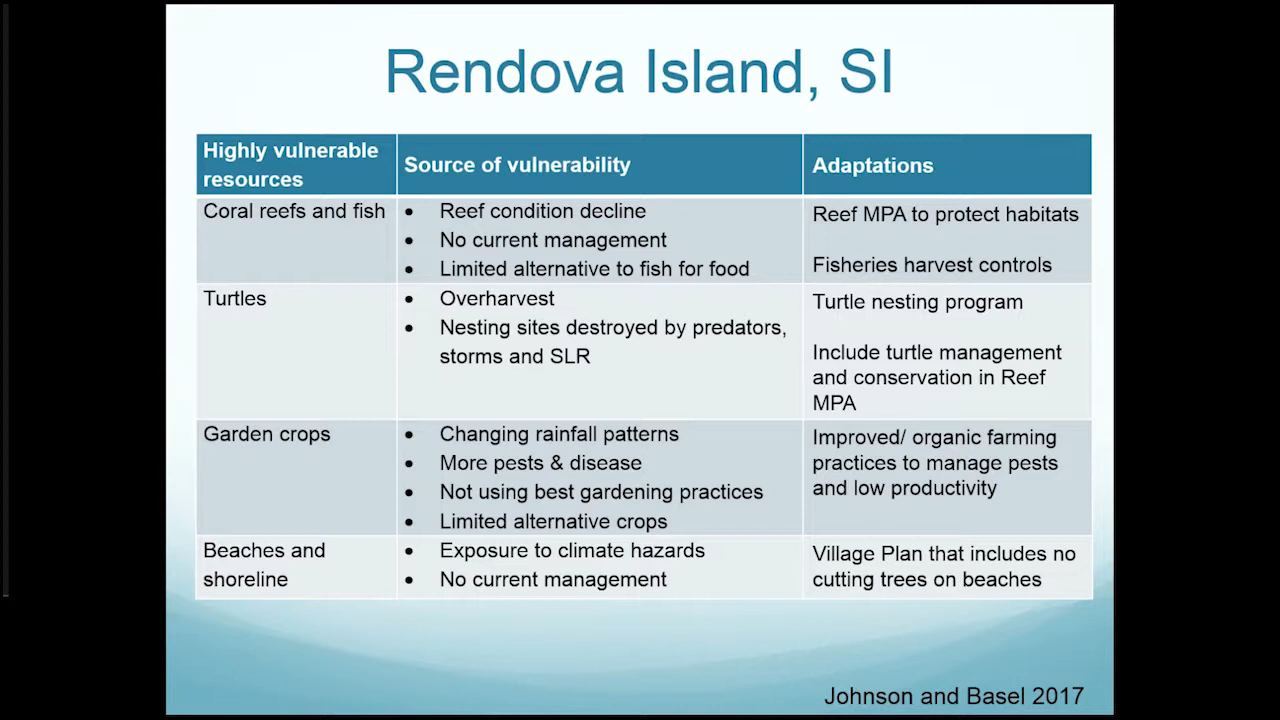 Rendova Island, SI
Highly vulnerable
resources
Source of vulnerability
Adaptations
Coral reefs and fish
• Reef condition decline
• No current management
• Limited alternative to fish for food
Reef MPA to protect habitats
Fisheries harvest controls
Turtles
• Overharvest
• Nesting sites destroyed by predators,
storms and SLR
Turtle nesting program
Include turtle management
and conservation in Reef
MPA
Garden crops
• Changing rainfall patterns
• More pests & disease
• Not using best gardening practices
• Limited alternative crops
Improved/ organic farming
practices to manage pests
and low productivity
Beaches and
shoreline
• Exposure to climate hazards
• No current management
Village Plan that includes no
cutting trees on beaches
Johnson and Basel 2017